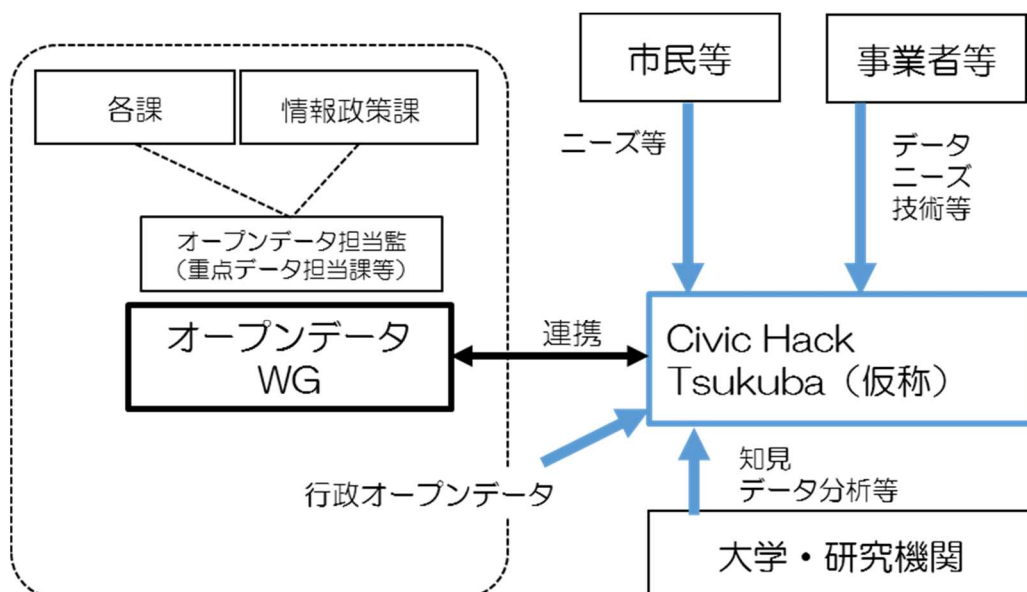 各課
情報政策課
オープンデータ担当監
（重点データ担当課等）
オープンデータ
WG
連携
行政オープンデータ
市民等
事業者等
ニーズ等
データ
ニーズ
技術等
Civic Hack
Tsukuba（仮称）
知見
データ分析等
大学・研究機関